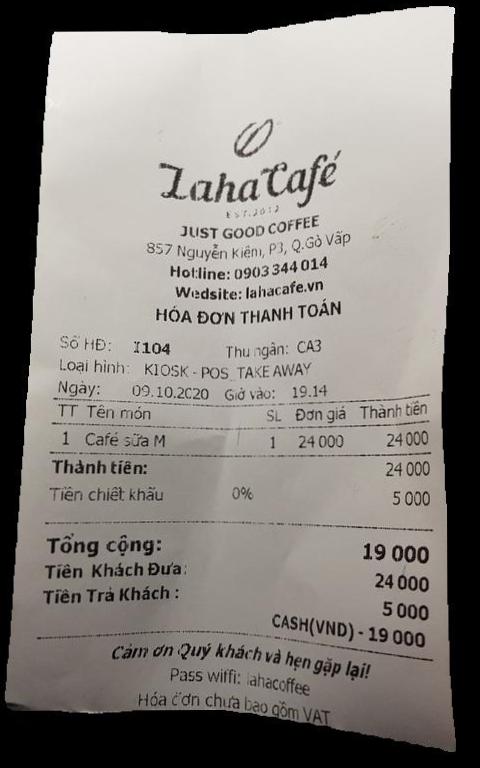 Laha Café
EST.2012
JUST GOOD COFFEE
857 Nguyễn Kiệm, P3, Q.Gò Vấp
Hotline: 0903 344 014
Wedsite: lahacafe.vn
HÓA ĐƠN THANH TOÁN
Số HĐ: I104 Thu ngân: CA3
Loại hình: KIOSK - POS_TAKE AWAY
Ngày: 09.10.2020 Giờ vào: 19.14
TT Tên món SL Đơn giá Thành tiền
1 Café sữa M 1 24 000 24 000
Thành tiền: 24 000
Tiền chiết khấu 0% 5 000
Tổng cộng: 19 000
Tiền Khách Đưa: 24 000
Tiền Trả Khách : 5 000
CASH(VND) - 19 000
Cảm ơn Quý khách và hẹn gặp lại!
Pass wiffi: lahacoffee
Hóa đơn chưa bao gồm VAT